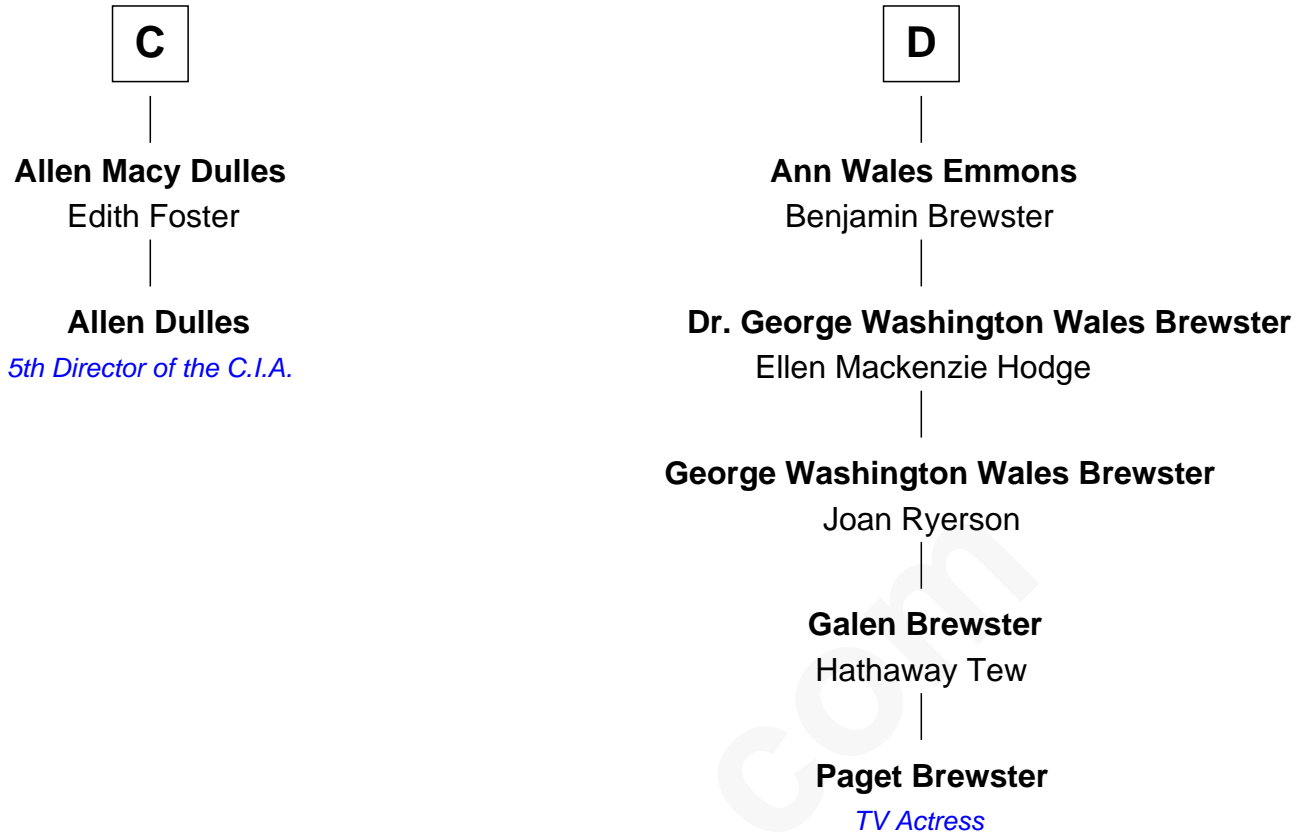 C
Allen Macy Dulles
Edith Foster
Allen Dulles
5th Director of the C.I.A.
D
Ann Wales Emmons
Benjamin Brewster
Dr. George Washington Wales Brewster
Ellen Mackenzie Hodge
George Washington Wales Brewster
Joan Ryerson
Galen Brewster
Hathaway Tew
Paget Brewster
TV Actress
com